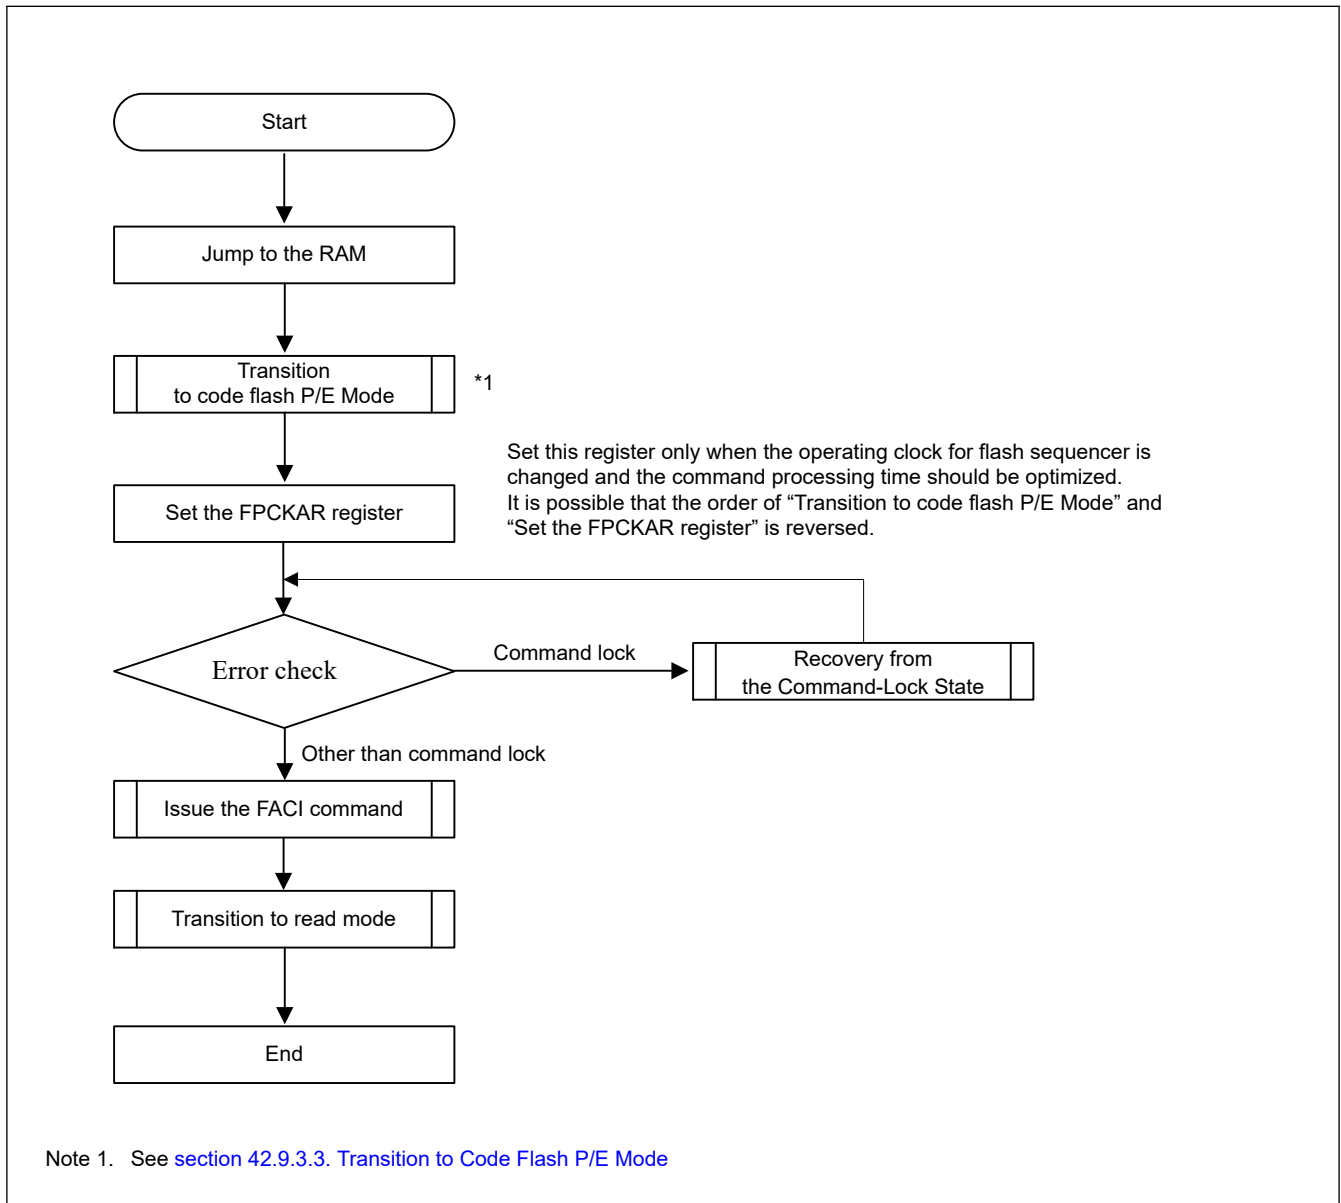 Start
Jump to the RAM
Transition
to code flash P/E Mode
*1
Set this register only when the operating clock for flash sequencer is
changed and the command processing time should be optimized.
It is possible that the order of “Transition to code flash P/E Mode” and
“Set the FPCKAR register” is reversed.
Set the FPCKAR register
Error check
Command lock
Recovery from
the Command-Lock State
Other than command lock
Issue the FACI command
Transition to read mode
End
Note 1. See section 42.9.3.3. Transition to Code Flash P/E Mode